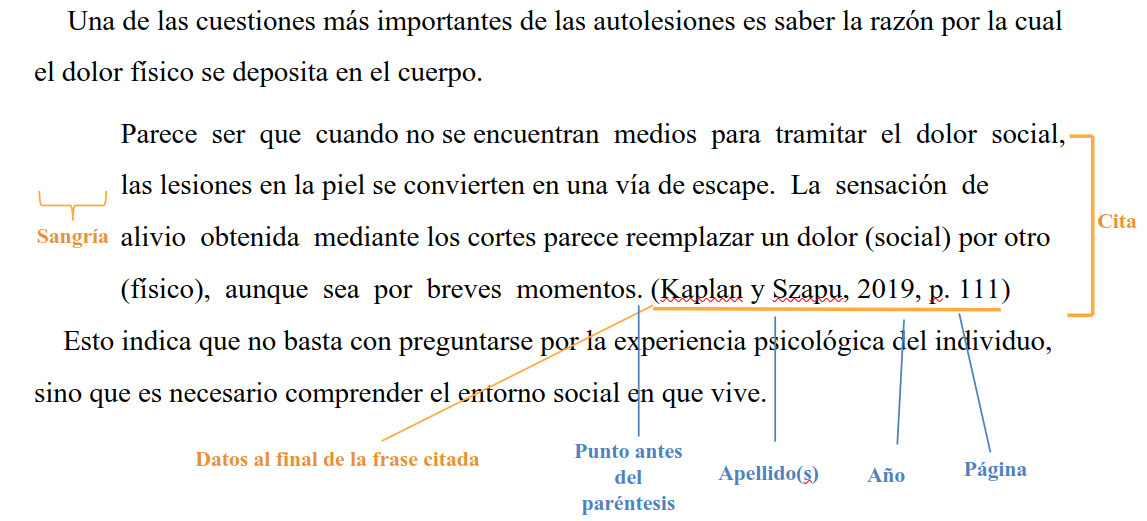 Una de las cuestiones más importantes de las autolesiones es saber la razón por la cual
el dolor físico se deposita en el cuerpo.
Parece ser que cuando no se encuentran medios para tramitar el dolor social,
las lesiones en la piel se convierten en una vía de escape. La sensación de
Cita
Sangría alivio obtenida mediante los cortes parece reemplazar un dolor (social) por otro
(físico), aunque sea por breves momentos. (Kaplan y Szapu, 2019, p. 111)
Esto indica que no basta con preguntarse por la experiencia psicológica del individuo,
sino que es necesario comprender el entorno social en que vive.
Datos al final de la frase citada
Punto antes
del
paréntesis
Apellido(s)
Año
Página